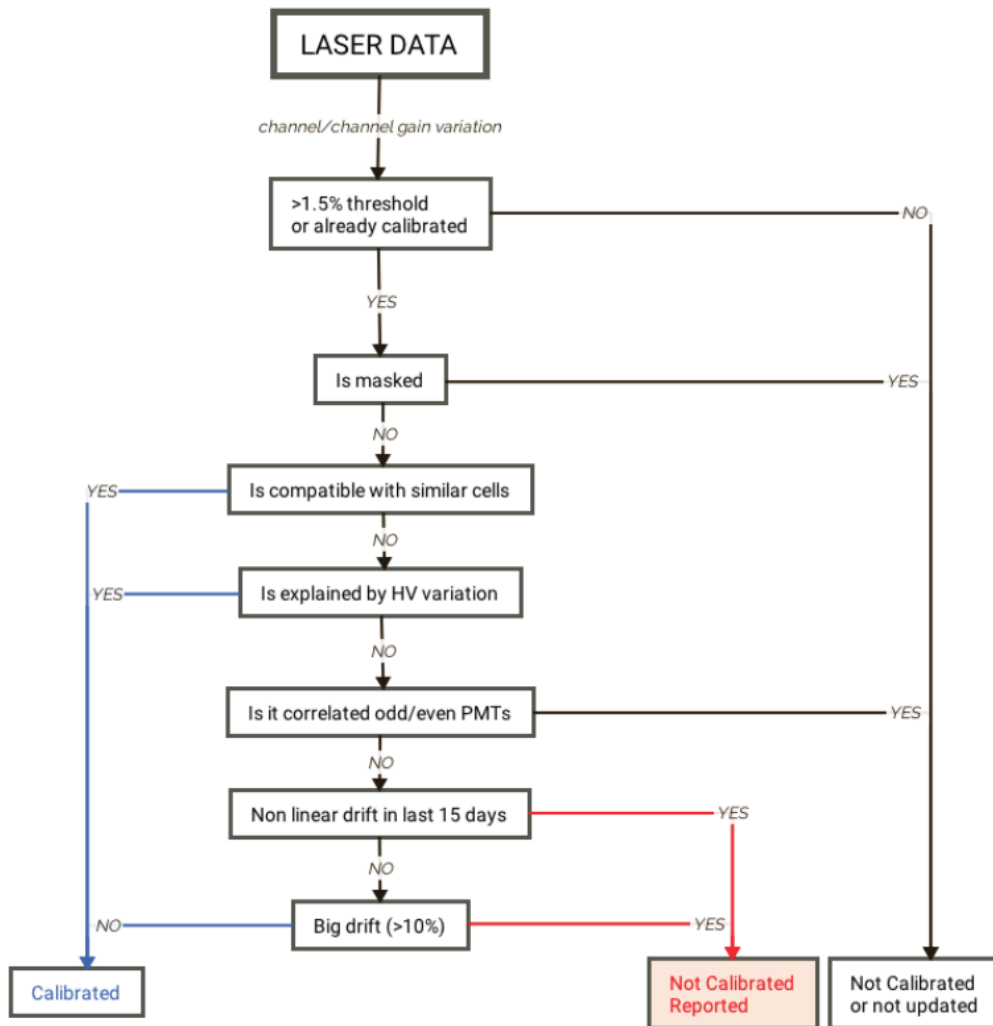 LASER DATA
channel/channel gain variation
>1.5% threshold
or already calibrated
NO
YES
Is masked
YES
NO
YES
Is compatible with similar cells
NO
YES
Is explained by HV variation
NO
Is it correlated odd/even PMTs
YES
NO
Non linear drift in last 15 days
YES
NO
NO
Big drift (>10%)
YES
Calibrated
Not Calibrated
Reported
Not Calibrated
or not updated